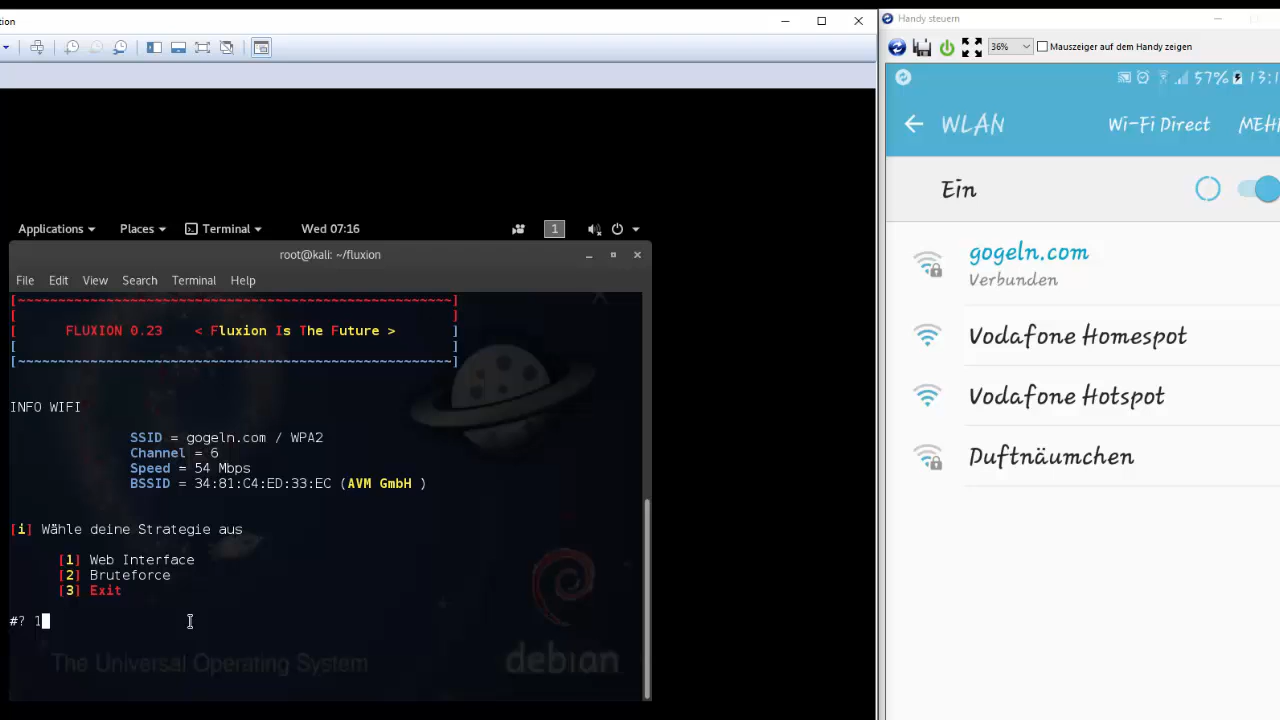 tion
Applications Places Terminal Wed 07:16 1
root@kali: ~/fluxion
File Edit View Search Terminal Help
[~~~~~~~~~~~~~~~~~~~~~~~~~~~~~~~~~~~~~~~~~~~~~~~~~~~~~~]
[ ]
[ FLUXION 0.23 < Fluxion Is The Future > ]
[ ]
[~~~~~~~~~~~~~~~~~~~~~~~~~~~~~~~~~~~~~~~~~~~~~~~~~~~~~~]
INFO WIFI
SSID = gogeln.com / WPA2
Channel = 6
Speed = 54 Mbps
BSSID = 34:81:C4:ED:33:EC (AVM GmbH )
[i] Wähle deine Strategie aus
[1] Web Interface
[2] Bruteforce
[3] Exit
#? 1
The Universal Operating System
debian
Handy steuern
36% Mauszeiger auf dem Handy zeigen
57% 13:1
WLAN Wi-Fi Direct MEH
Ein
gogeln.com
Verbunden
Vodafone Homespot
Vodafone Hotspot
Duftnäumchen